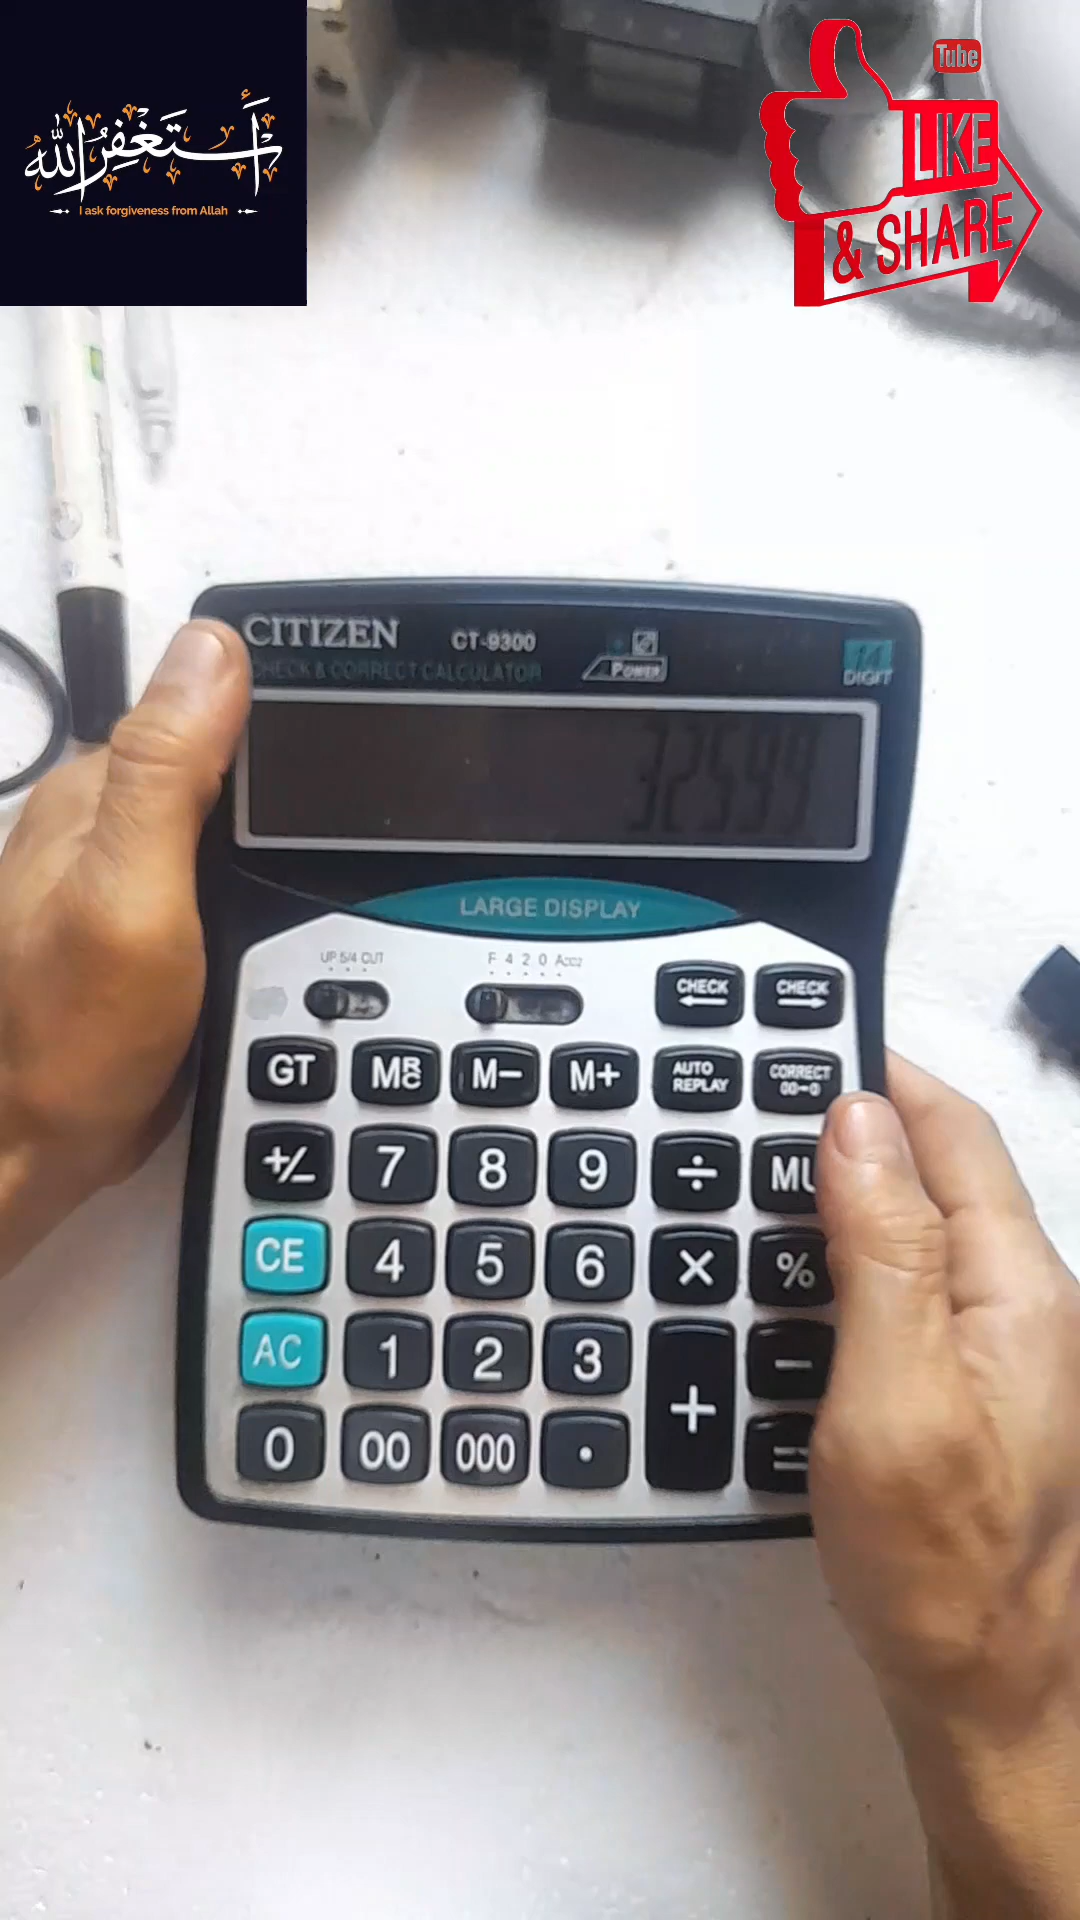 أَسْتَغْفِرُ الله
I ask forgiveness from Allah
Tube
LIKE
& SHARE
CITIZEN
CT-9300
CHECK & CORRECT CALCULATOR
POWER
14
DIGIT
32599
LARGE DISPLAY
UP 5/4 CUT
F 4 2 0 ADD2
CHECK
CHECK
GT
MRC
M−
M+
AUTO
REPLAY
CORRECT
00→0
+/−
7
8
9
÷
MU
CE
4
5
6
×
%
AC
1
2
3
+
−
0
00
000
.
=